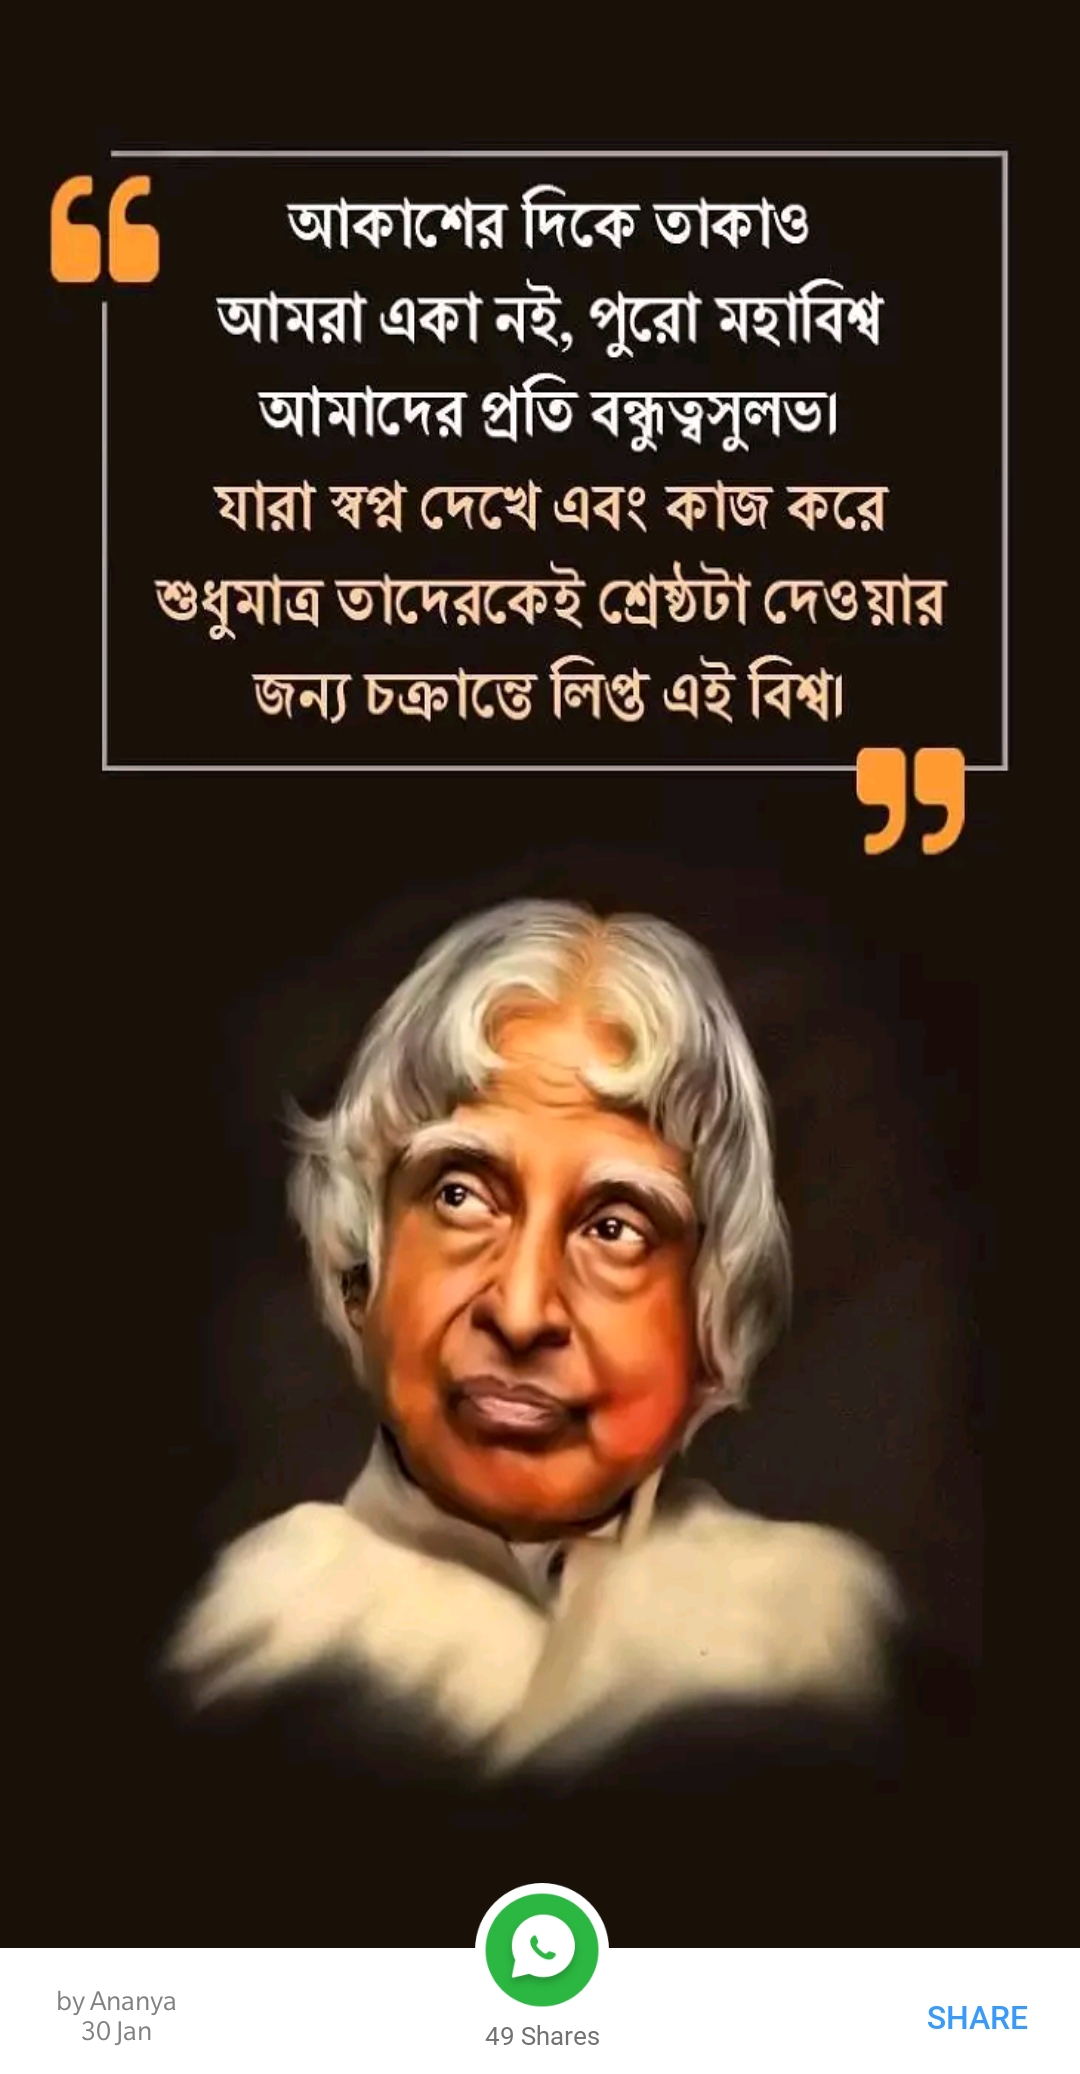 আকাশের দিকে তাকাও
আমরা একা নই, পুরো মহাবিশ্ব
আমাদের প্রতি বন্ধুত্বসুলভ।
যারা স্বপ্ন দেখে এবং কাজ করে
শুধুমাত্র তাদেরকেই শ্রেষ্ঠটা দেওয়ার
জন্য চক্রান্তে লিপ্ত এই বিশ্ব।
by Ananya
30 Jan
49 Shares
SHARE